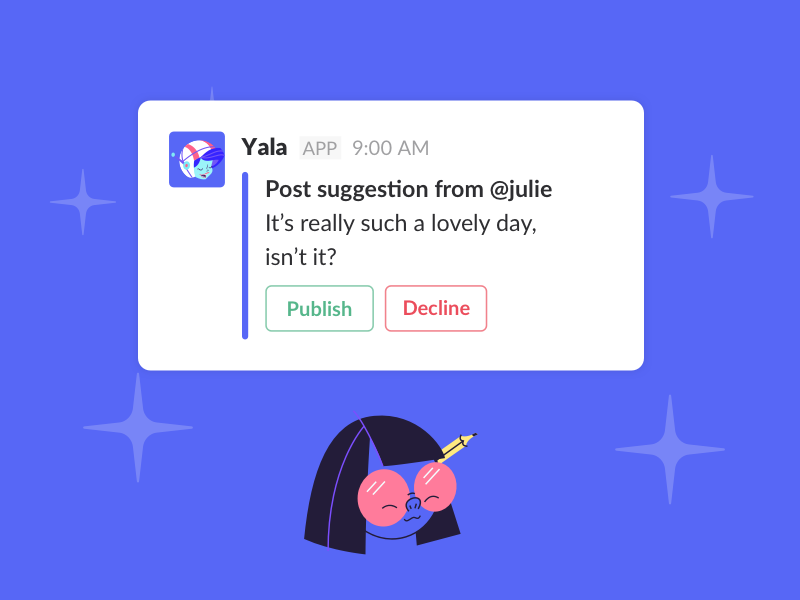 Yala APP 9:00 AM
Post suggestion from @julie
It’s really such a lovely day,
isn’t it?
Publish Decline